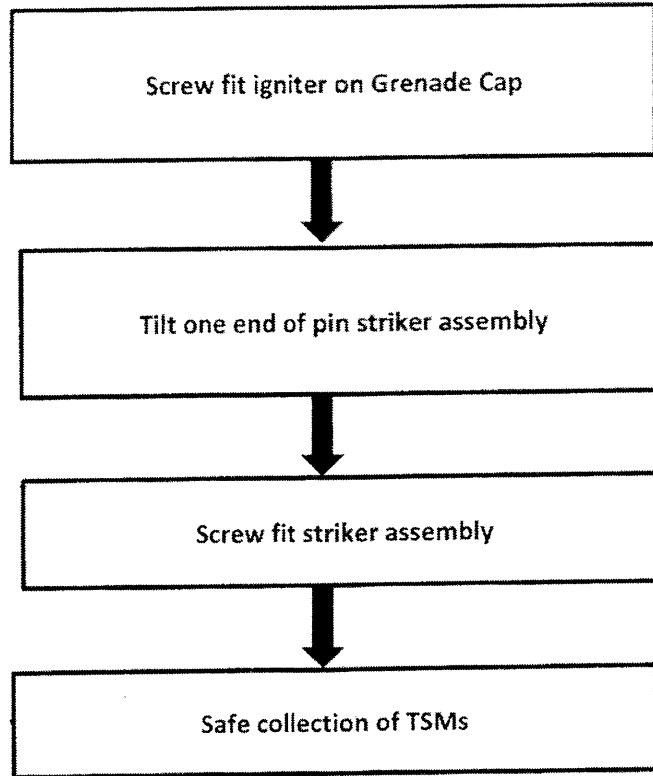 Screw fit igniter on Grenade Cap
Tilt one end of pin striker assembly
Screw fit striker assembly
Safe collection of TSMs